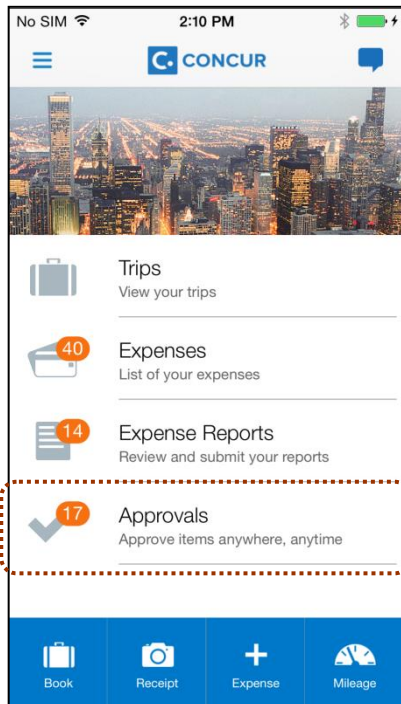 No SIM 2:10 PM
C. CONCUR
Trips
View your trips
40
Expenses
List of your expenses
14
Expense Reports
Review and submit your reports
17
Approvals
Approve items anywhere, anytime
Book Receipt Expense Mileage